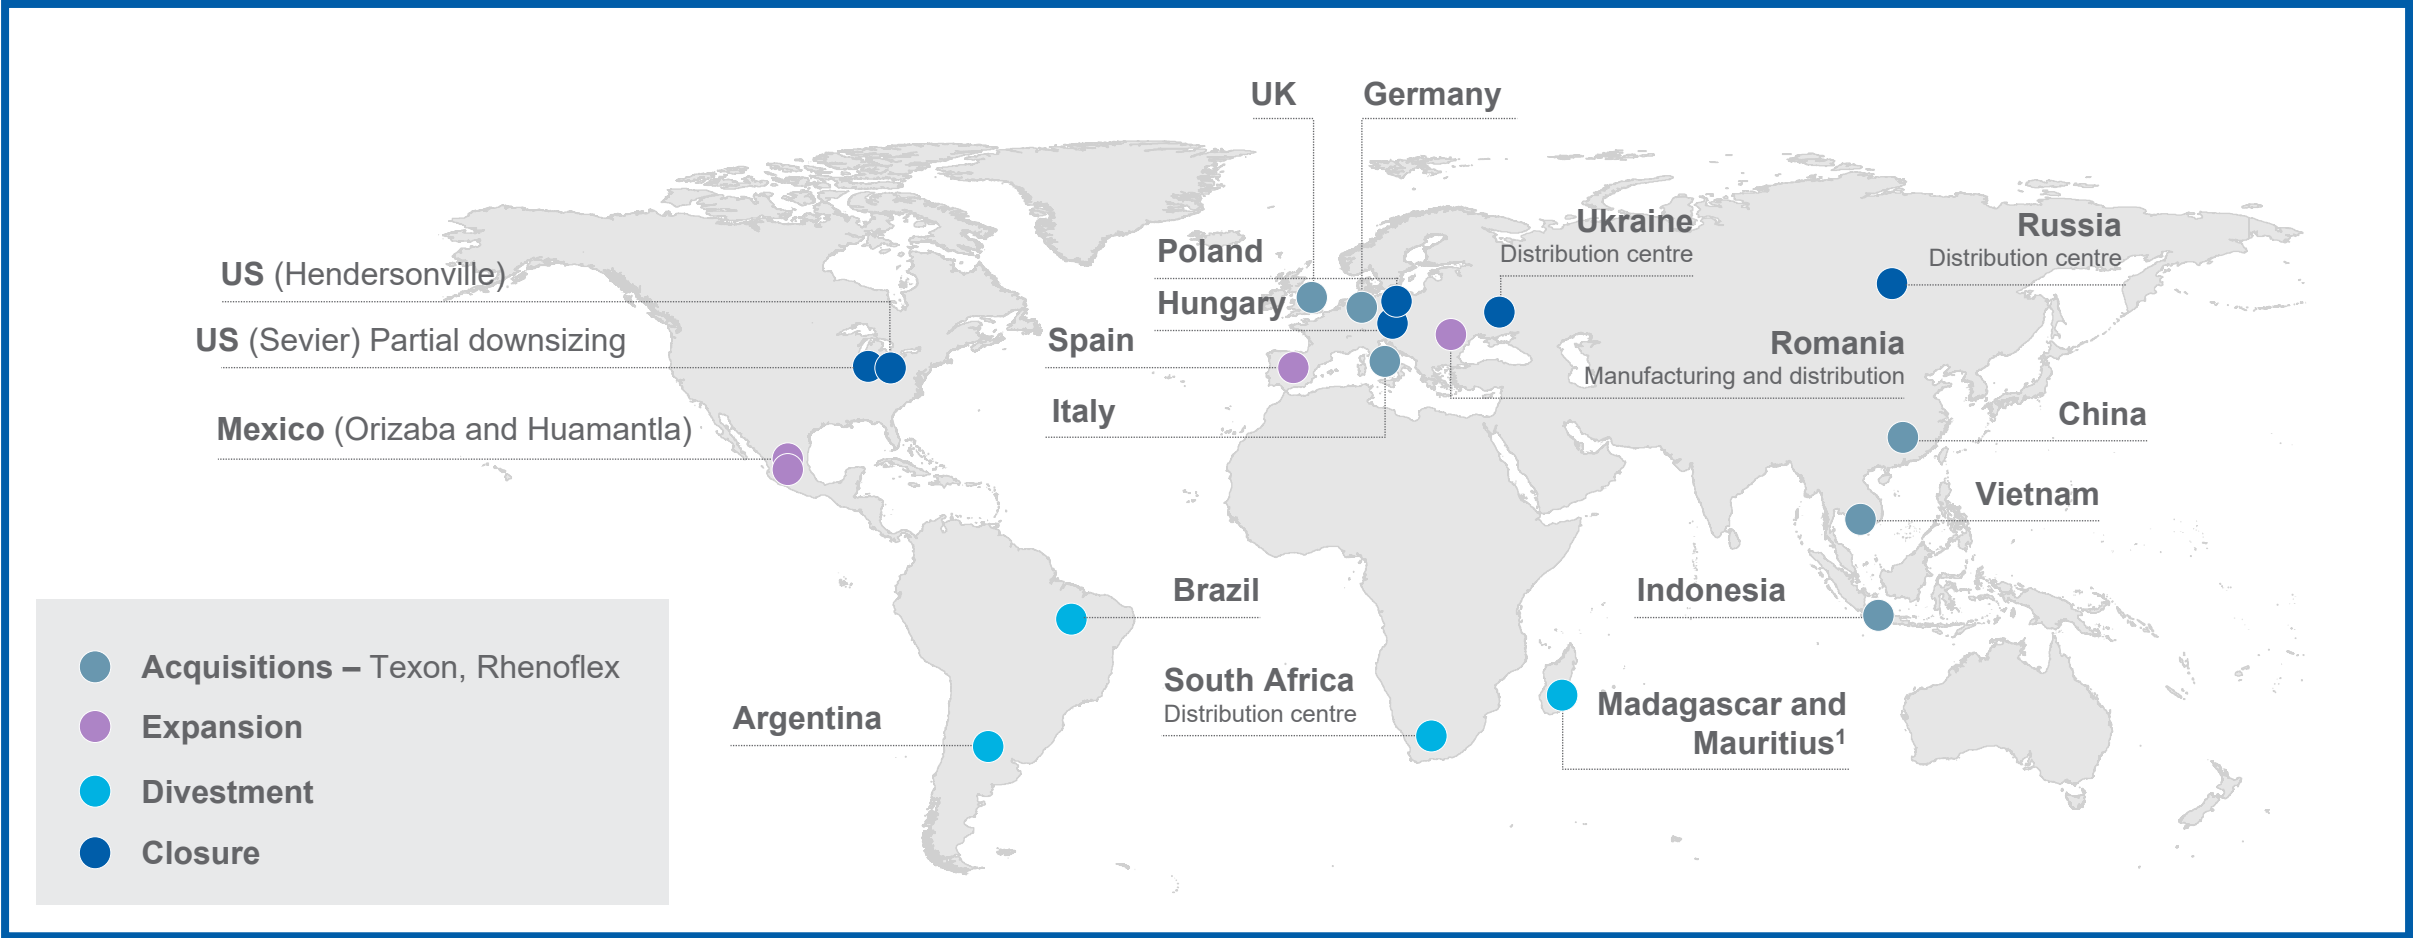 UK
Germany
Ukraine
Distribution centre
Russia
Distribution centre
Poland
US (Hendersonville)
Hungary
US (Sevier) Partial downsizing
Spain
Romania
Manufacturing and distribution
Italy
China
Mexico (Orizaba and Huamantla)
Vietnam
Brazil
Indonesia
South Africa
Distribution centre
Madagascar and
Mauritius¹
Argentina
Acquisitions – Texon, Rhenoflex
Expansion
Divestment
Closure